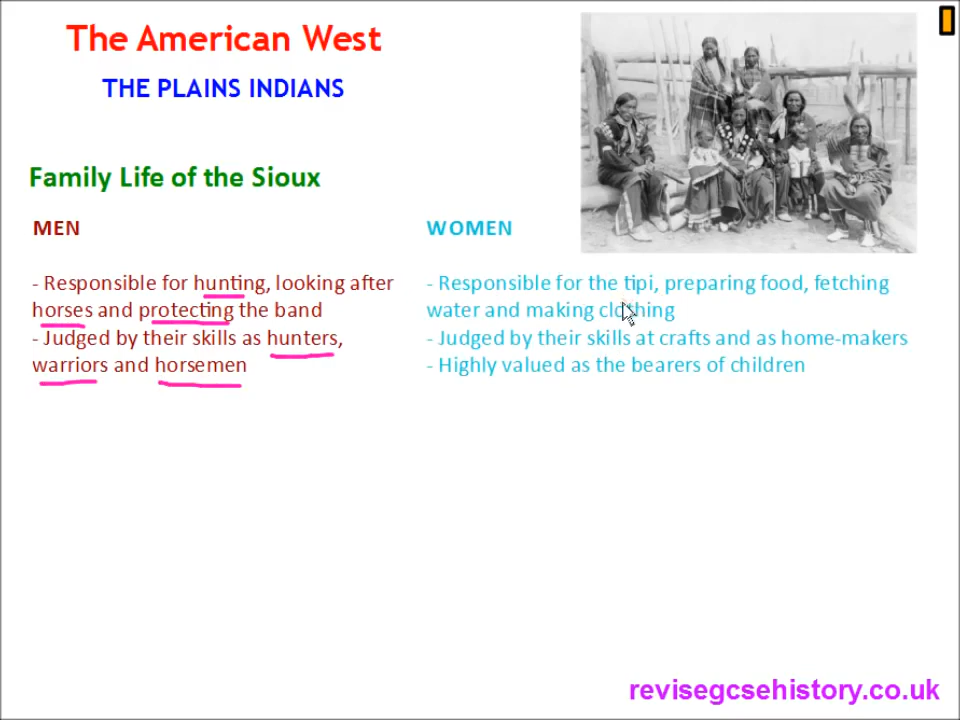 The American West
THE PLAINS INDIANS
Family Life of the Sioux
MEN
- Responsible for hunting, looking after
horses and protecting the band
- Judged by their skills as hunters,
warriors and horsemen
WOMEN
- Responsible for the tipi, preparing food, fetching
water and making clothing
- Judged by their skills at crafts and as home-makers
- Highly valued as the bearers of children
revisegcsehistory.co.uk